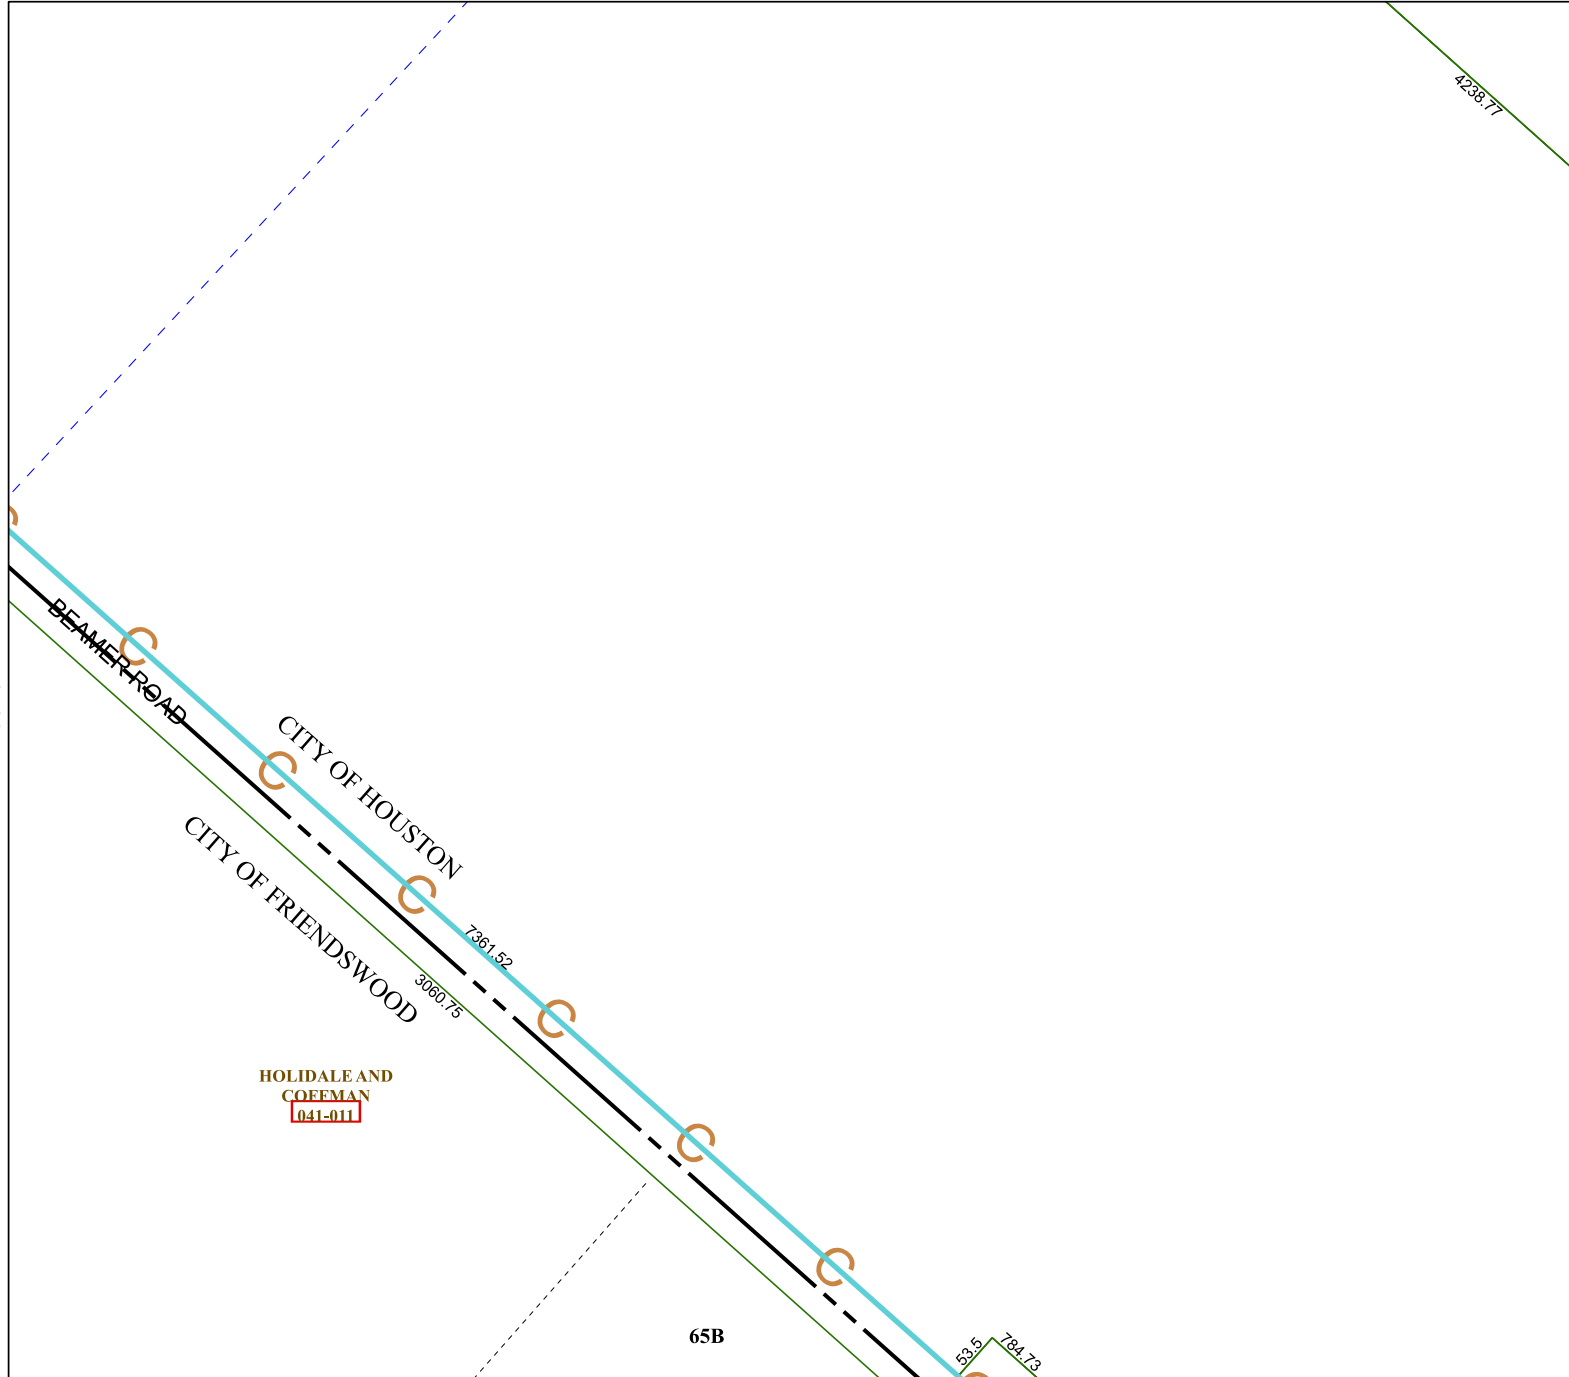 4238.77
BEAMER ROAD
CITY OF HOUSTON
CITY OF FRIENDSWOOD
7361.52
3060.75
HOLIDALE AND
COFFMAN
041-011
65B
53.5
784.73
C
C
C
C
C
C